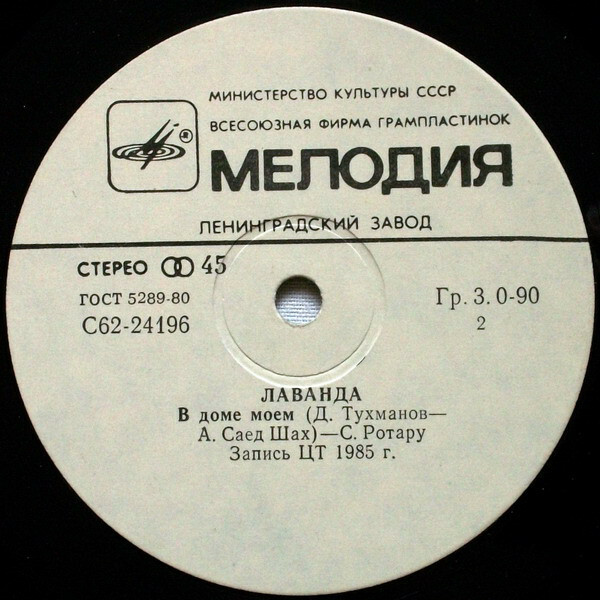 МИНИСТЕРСТВО КУЛЬТУРЫ СССР
ВСЕСОЮЗНАЯ ФИРМА ГРАМПЛАСТИНОК
®
МЕЛОДИЯ
ЛЕНИНГРАДСКИЙ ЗАВОД
СТЕРЕО 45
ГОСТ 5289-80
Гр. 3. 0-90
С62-24196
2
ЛАВАНДА
В доме моем (Д. Тухманов—
А. Саед Шах)—С. Ротару
Запись ЦТ 1985 г.